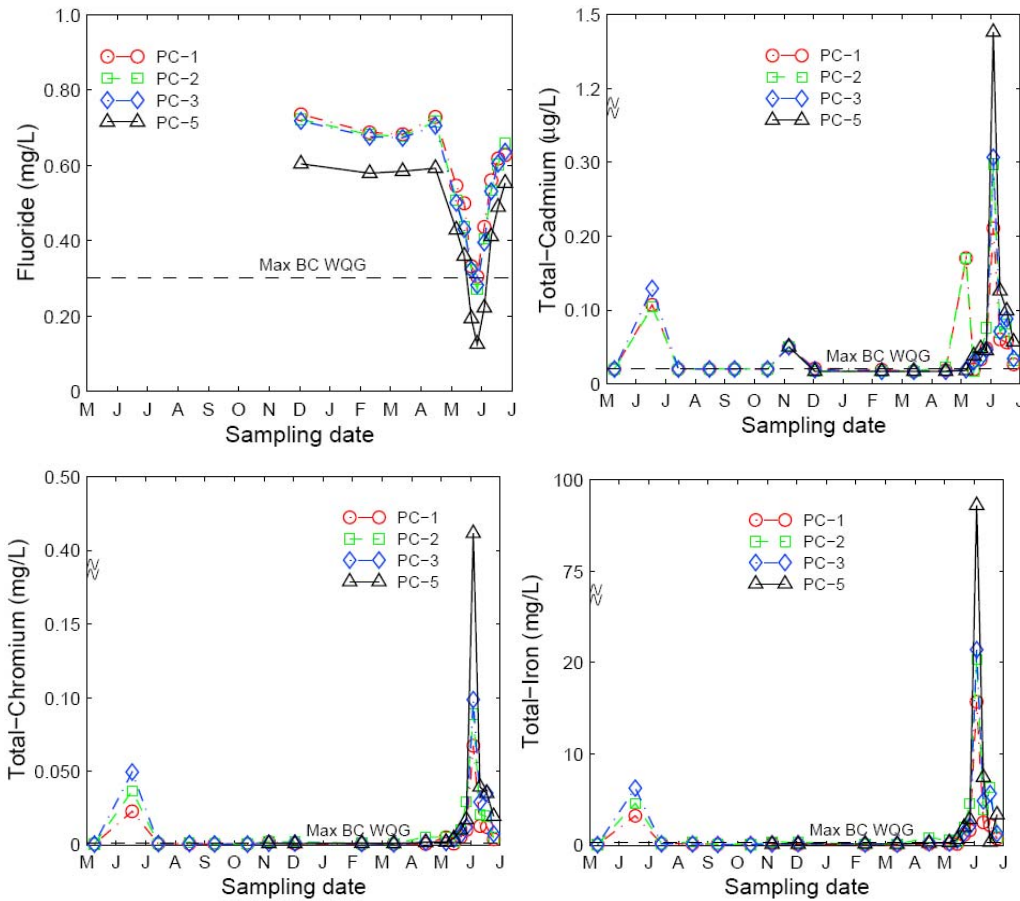 1.0
0.80
0.60
0.40
0.20
0
Fluoride (mg/L)
PC-1
PC-2
PC-3
PC-5
Max BC WQG
M J J A S O N D J F M A M J J
Sampling date
1.5
1.2
0.30
0.20
0.10
0
Total-Cadmium (µg/L)
PC-1
PC-2
PC-3
PC-5
Max BC WQG
M J J A S O N D J F M A M J J
Sampling date
0.50
0.40
0.15
0.10
0.050
0
Total-Chromium (mg/L)
PC-1
PC-2
PC-3
PC-5
Max BC WQG
M J J A S O N D J F M A M J J
Sampling date
100
75
20
10
0
Total-Iron (mg/L)
PC-1
PC-2
PC-3
PC-5
Max BC WQG
M J J A S O N D J F M A M J J
Sampling date